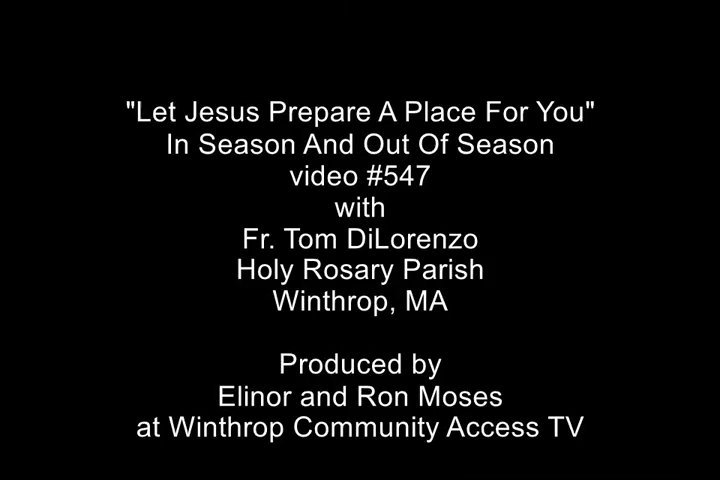 "Let Jesus Prepare A Place For You"
In Season And Out Of Season
video #547
with
Fr. Tom DiLorenzo
Holy Rosary Parish
Winthrop, MA
Produced by
Elinor and Ron Moses
at Winthrop Community Access TV